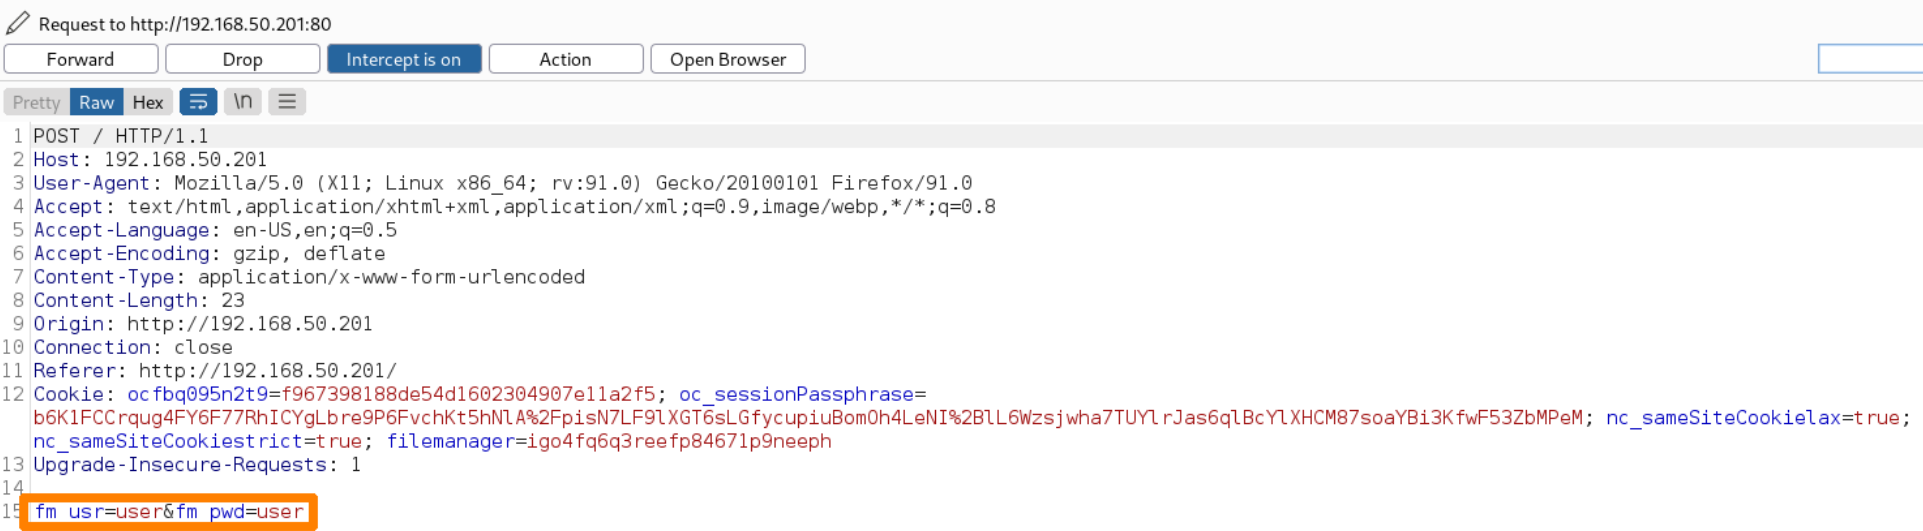 Request to http://192.168.50.201:80
Forward Drop Intercept is on Action Open Browser
Pretty Raw Hex \n
1 POST / HTTP/1.1
2 Host: 192.168.50.201
3 User-Agent: Mozilla/5.0 (X11; Linux x86_64; rv:91.0) Gecko/20100101 Firefox/91.0
4 Accept: text/html,application/xhtml+xml,application/xml;q=0.9,image/webp,*/*;q=0.8
5 Accept-Language: en-US,en;q=0.5
6 Accept-Encoding: gzip, deflate
7 Content-Type: application/x-www-form-urlencoded
8 Content-Length: 23
9 Origin: http://192.168.50.201
10 Connection: close
11 Referer: http://192.168.50.201/
12 Cookie: ocfbq095n2t9=f967398188de54d1602304907e11a2f5; oc_sessionPassphrase=
b6K1FCCrqug4FY6F77RhICYgLbre9P6FvchKt5hNlA%2FpisN7LF9lXGT6sLGfycupiuBomOh4LeNI%2BlL6Wzsjwha7TUYlrJas6qlBcYlXHCM87soaYBi3KfwF53ZbMPeM; nc_sameSiteCookielax=true;
nc_sameSiteCookiestrict=true; filemanager=igo4fq6q3reefp84671p9neeph
13 Upgrade-Insecure-Requests: 1
14
15 fm_usr=user&fm_pwd=user